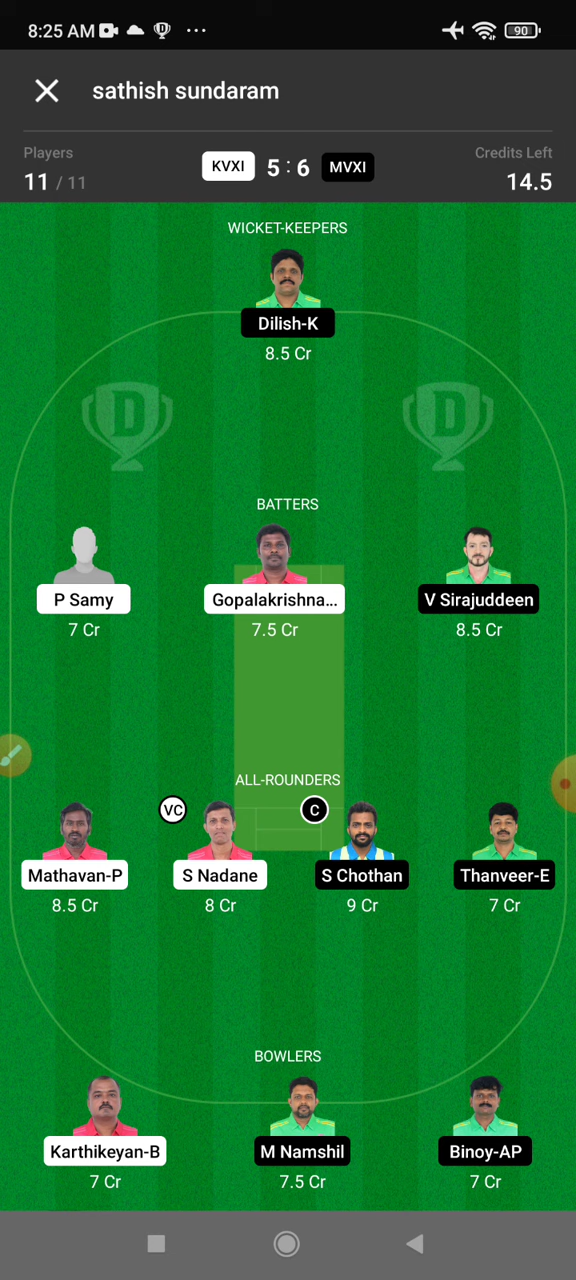 8:25 AM
90
sathish sundaram
Players
11 / 11
KVXI 5 : 6 MVXI
Credits Left
14.5
WICKET-KEEPERS
Dilish-K
8.5 Cr
D D
BATTERS
P Samy Gopalakrishna... V Sirajuddeen
7 Cr 7.5 Cr 8.5 Cr
ALL-ROUNDERS
VC C
Mathavan-P S Nadane S Chothan Thanveer-E
8.5 Cr 8 Cr 9 Cr 7 Cr
BOWLERS
Karthikeyan-B M Namshil Binoy-AP
7 Cr 7.5 Cr 7 Cr